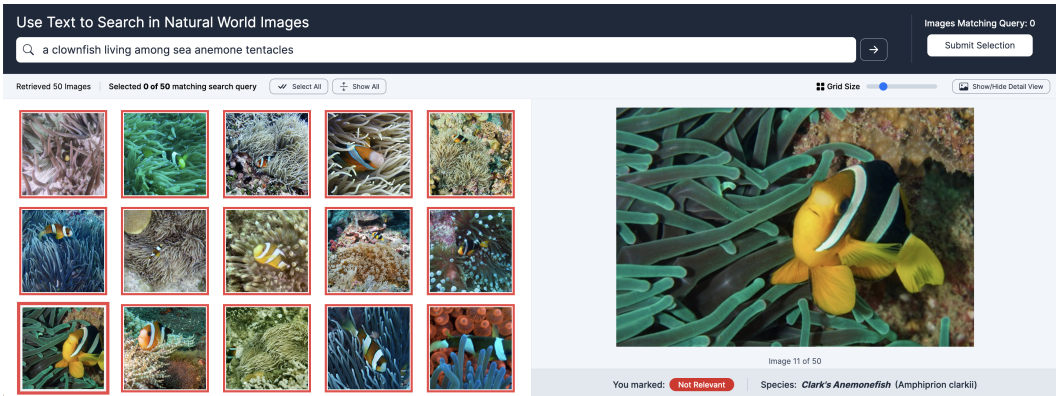 Use Text to Search in Natural World Images
Images Matching Query: 0
a clownfish living among sea anemone tentacles
Submit Selection
Retrieved 50 Images
Selected 0 of 50 matching search query
Select All
Show All
Grid Size
Show/Hide Detail View
Image 11 of 50
You marked: Not Relevant
Species: Clark's Anemonefish (Amphiprion clarkii)